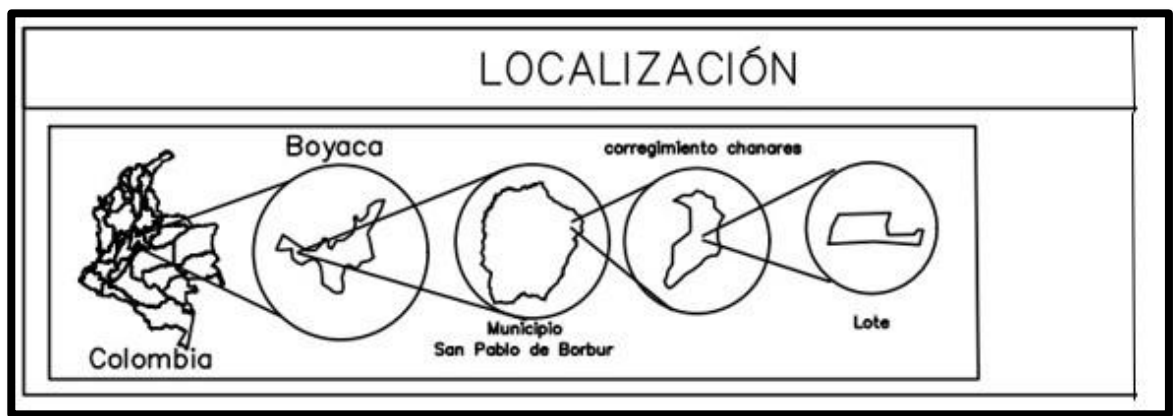 LOCALIZACIÓN
Boyaca
corregimiento chanares
Colombia
Municipio
San Pablo de Borbur
Lote